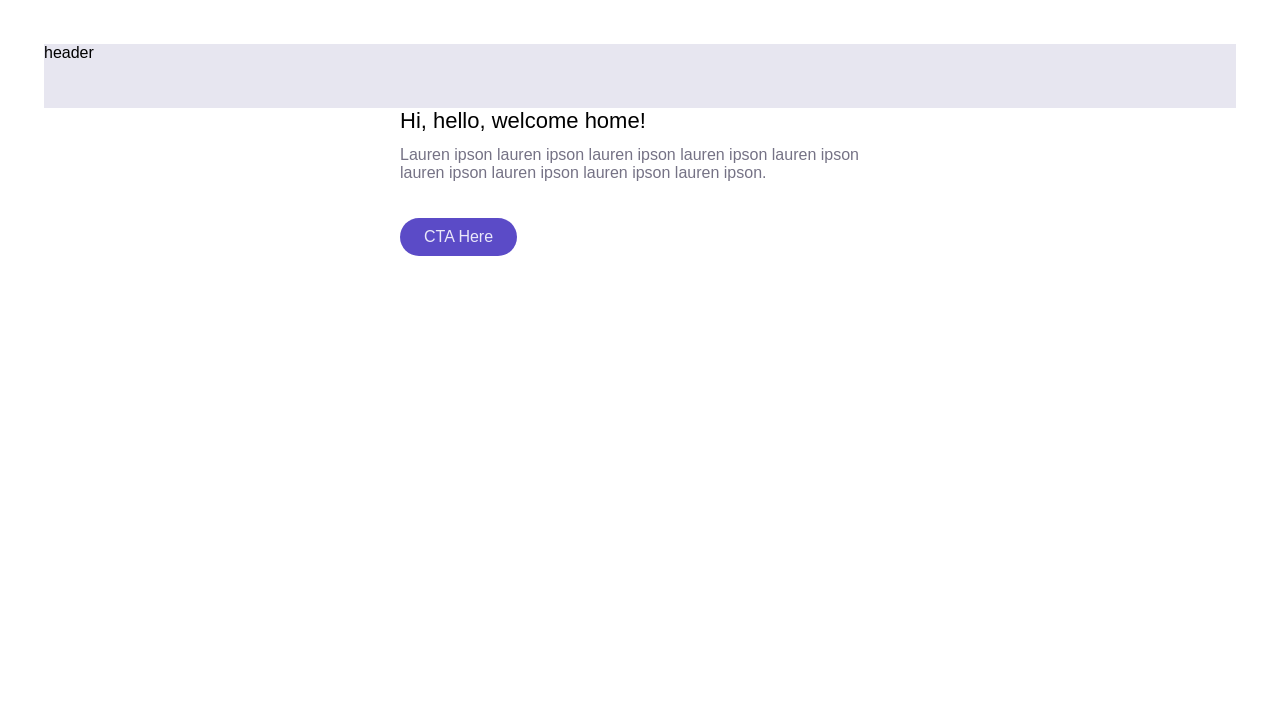 header
Hi, hello, welcome home!
Lauren ipson lauren ipson lauren ipson lauren ipson lauren ipson
lauren ipson lauren ipson lauren ipson lauren ipson.
CTA Here